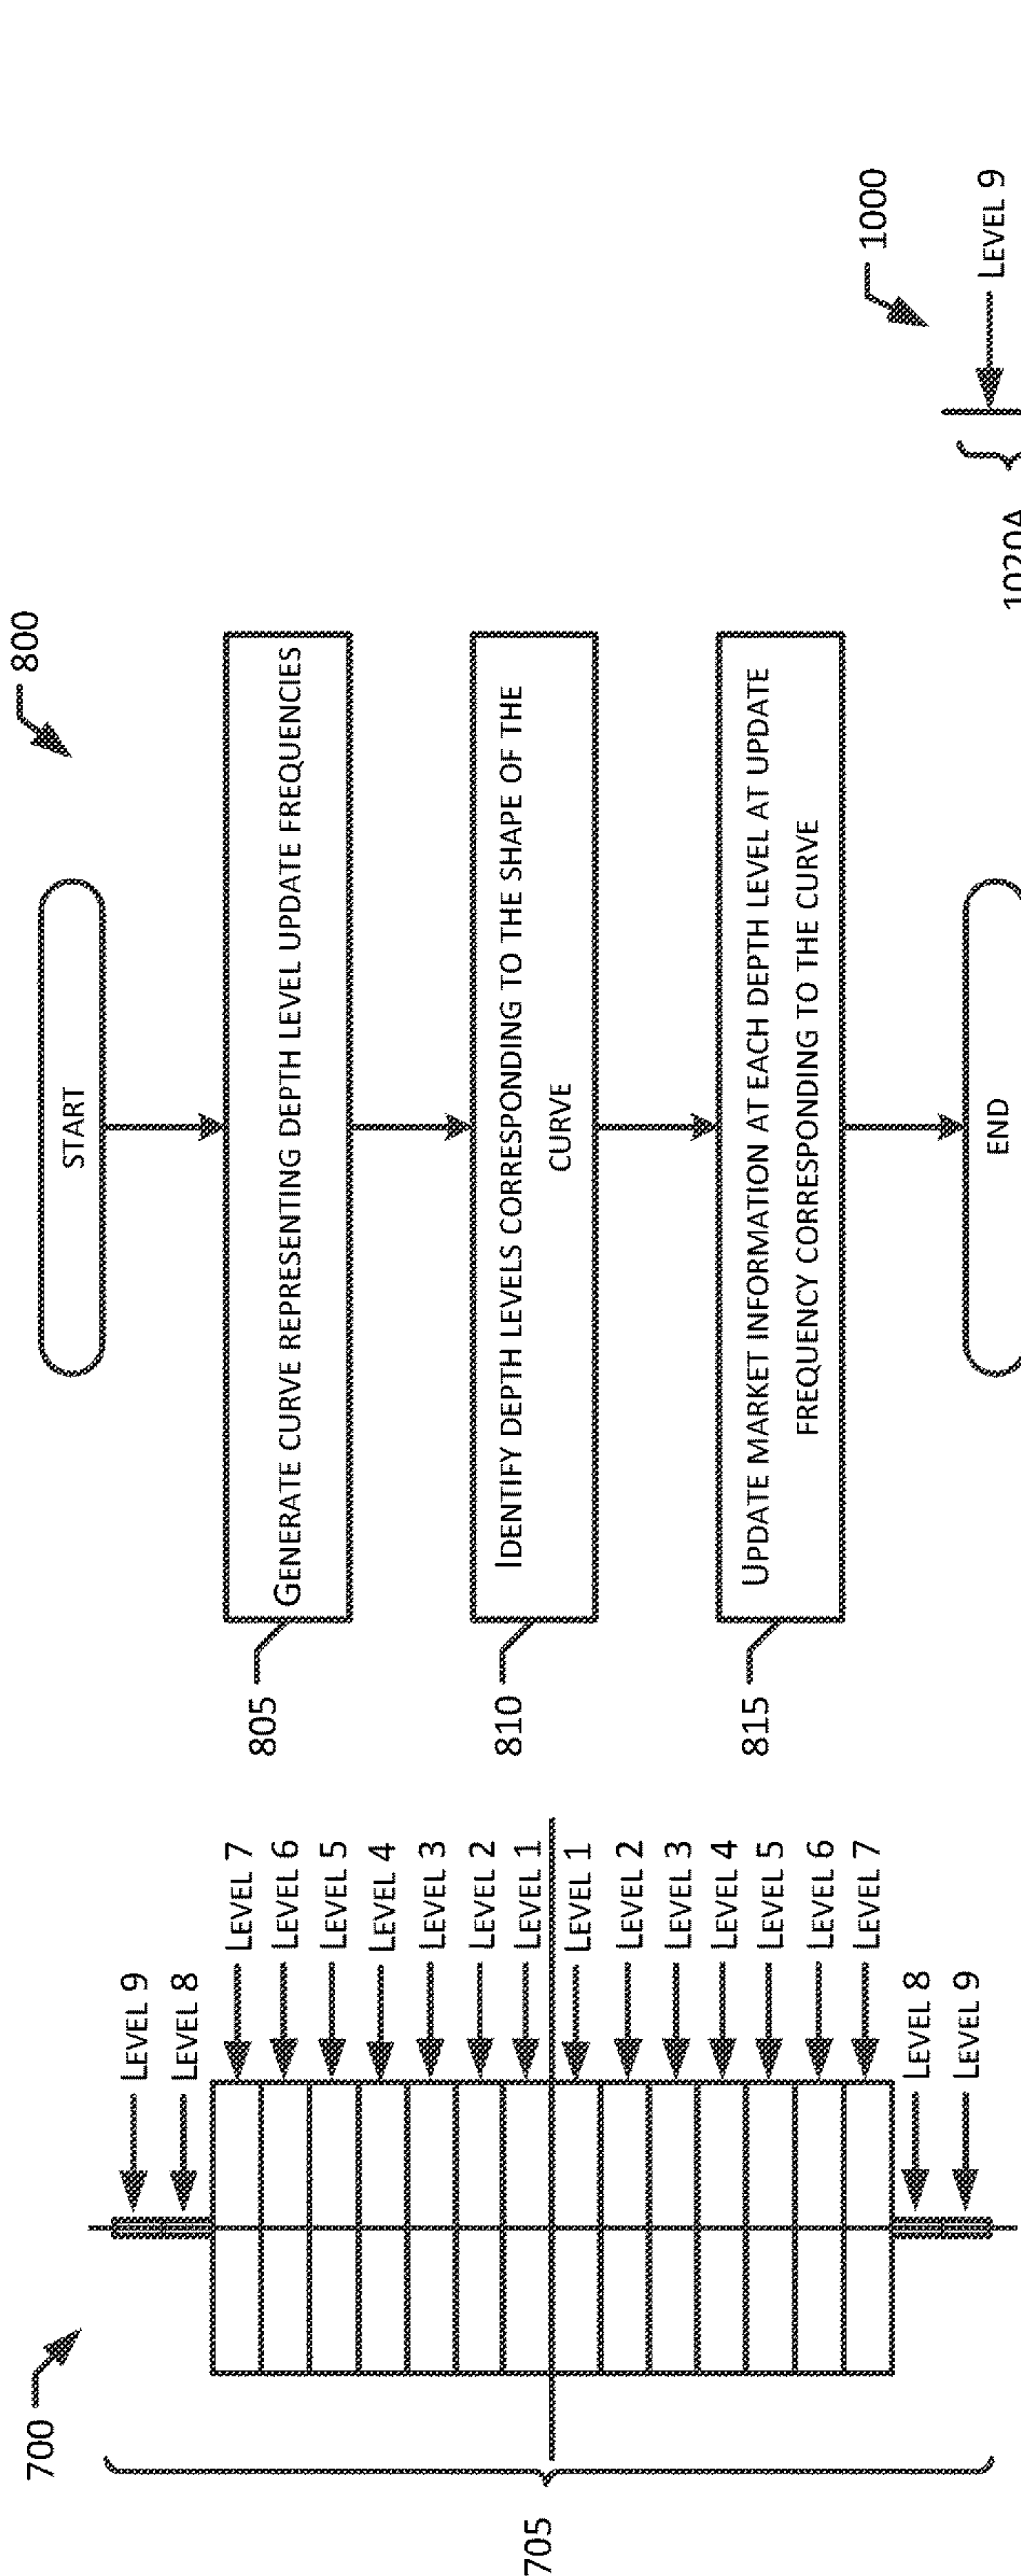 700
705
LEVEL 9
LEVEL 8
LEVEL 7
LEVEL 6
LEVEL 5
LEVEL 4
LEVEL 3
LEVEL 2
LEVEL 1
LEVEL 1
LEVEL 2
LEVEL 3
LEVEL 4
LEVEL 5
LEVEL 6
LEVEL 7
LEVEL 8
LEVEL 9
800
START
805
GENERATE CURVE REPRESENTING DEPTH LEVEL UPDATE FREQUENCIES
810
IDENTIFY DEPTH LEVELS CORRESPONDING TO THE SHAPE OF THE
CURVE
815
UPDATE MARKET INFORMATION AT EACH DEPTH LEVEL AT UPDATE
FREQUENCY CORRESPONDING TO THE CURVE
END
1000
LEVEL 9
1020A